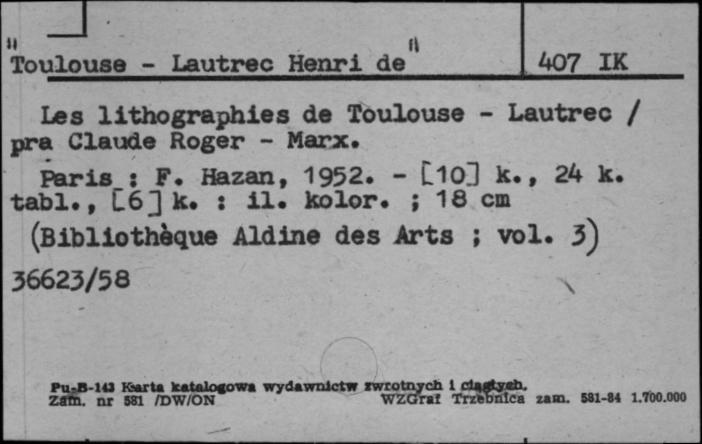 "Toulouse - Lautrec Henri de" 407 IK
Les lithographies de Toulouse - Lautrec /
pra Claude Roger - Marx.
Paris : F. Hazan, 1952. - [10] k., 24 k.
tabl., [6] k. : il. kolor. ; 18 cm
(Bibliothèque Aldine des Arts ; vol. 3)
36623/58
Pu-B-143 Karta katalogowa wydawnictw zwrotnych i ciągłych.
Zam. nr 581 /DW/ON WZGraf Trzebnica zam. 581-84 1.700.000